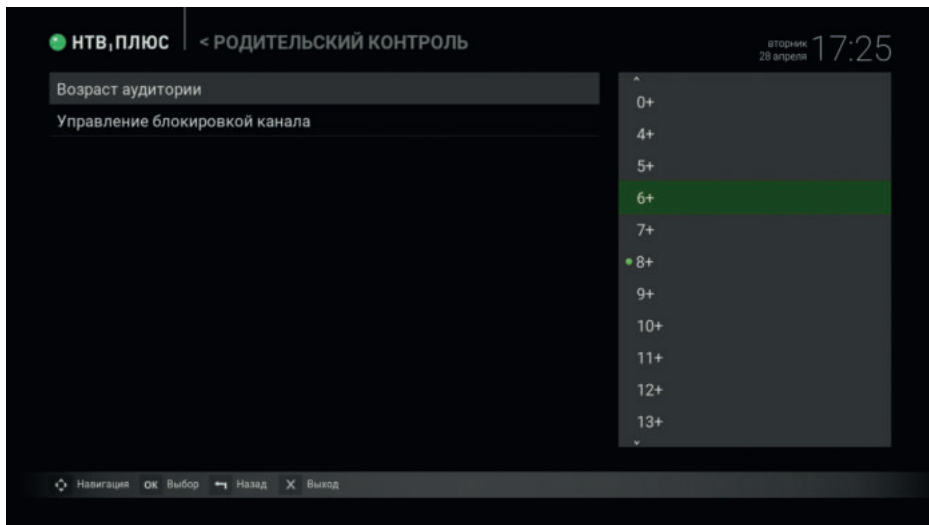 НТВ ПЛЮС
< РОДИТЕЛЬСКИЙ КОНТРОЛЬ
вторник
28 апреля
17:25
Возраст аудитории
Управление блокировкой канала
0+
4+
5+
6+
7+
8+
9+
10+
11+
12+
13+
Навигация OK Выбор Назад X Выход